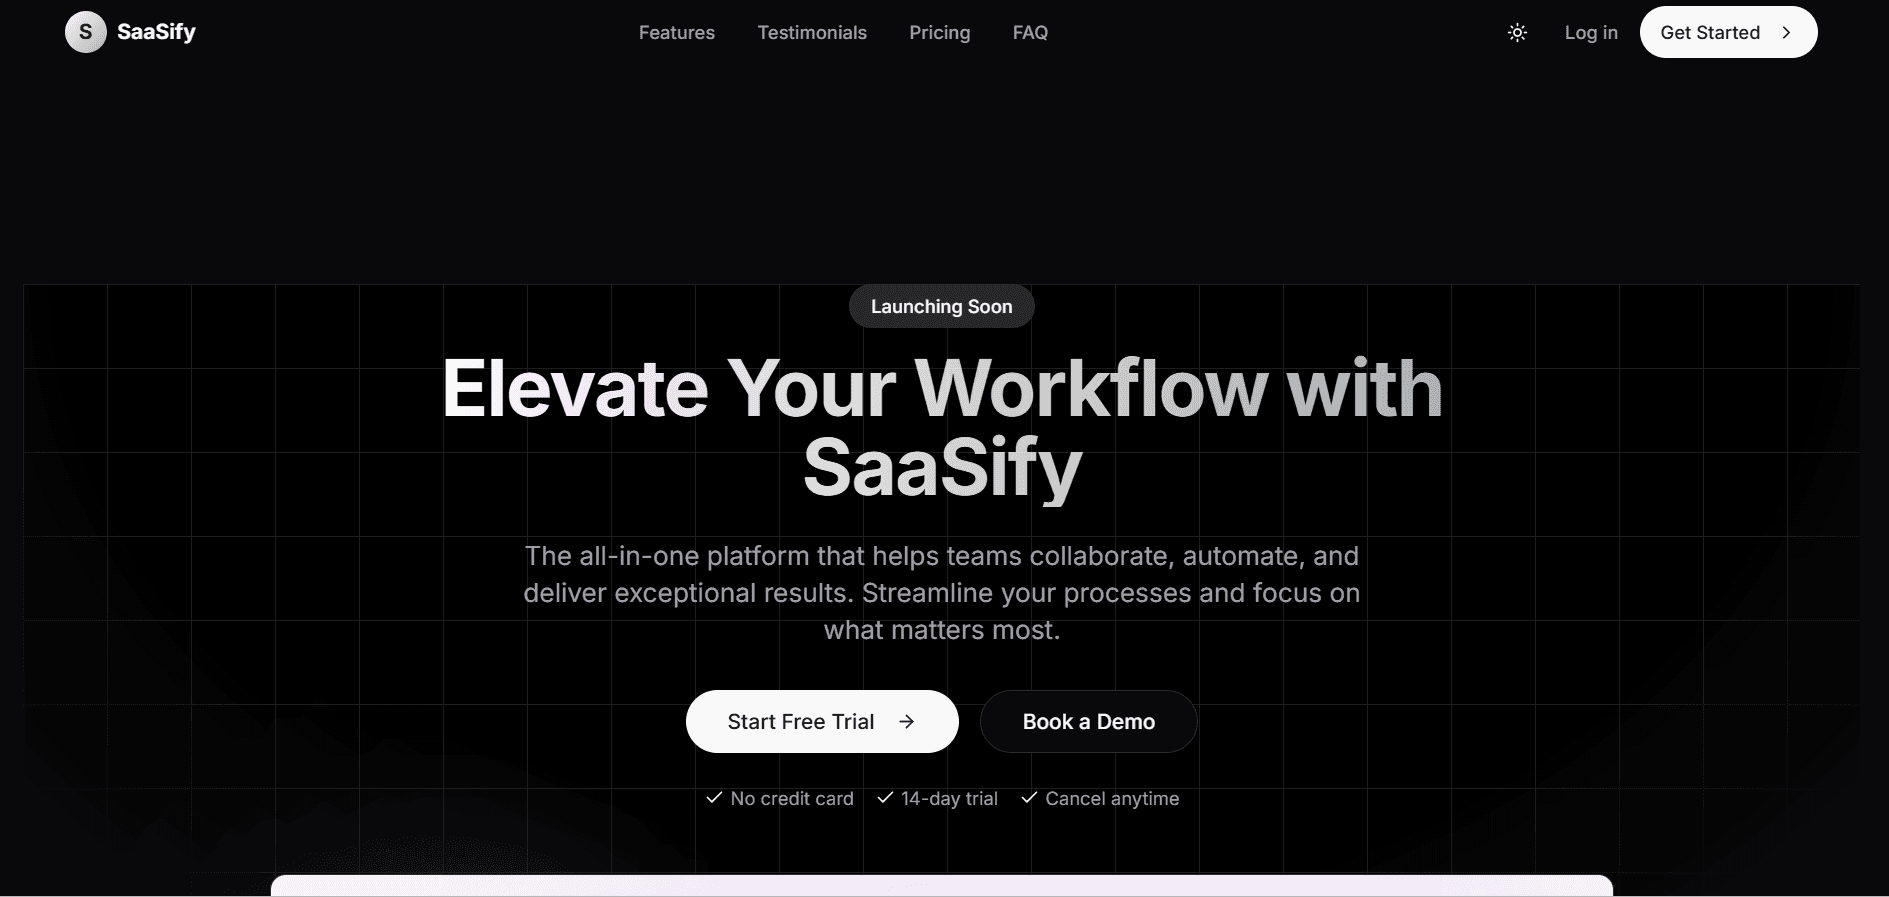 S SaaSify
Features Testimonials Pricing FAQ
Log in Get Started
Launching Soon
Elevate Your Workflow with
SaaSify
The all-in-one platform that helps teams collaborate, automate, and
deliver exceptional results. Streamline your processes and focus on
what matters most.
Start Free Trial
Book a Demo
No credit card 14-day trial Cancel anytime